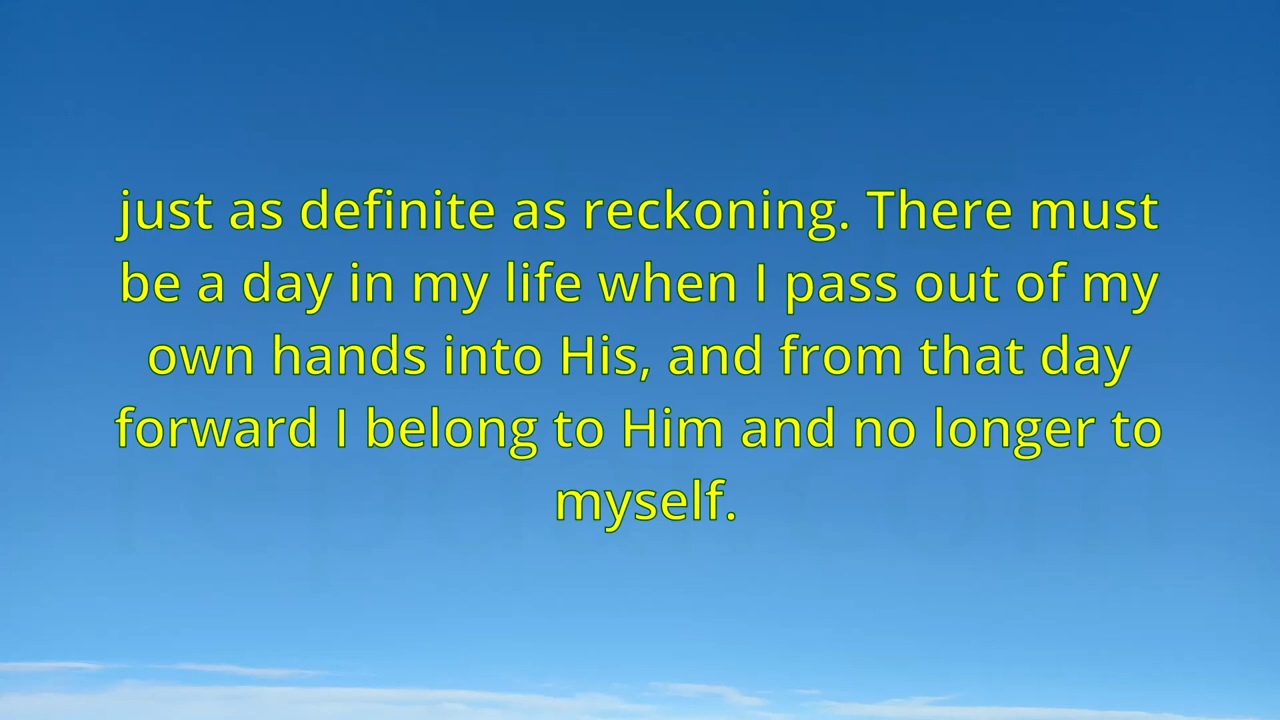 just as definite as reckoning. There must
be a day in my life when I pass out of my
own hands into His, and from that day
forward I belong to Him and no longer to
myself.